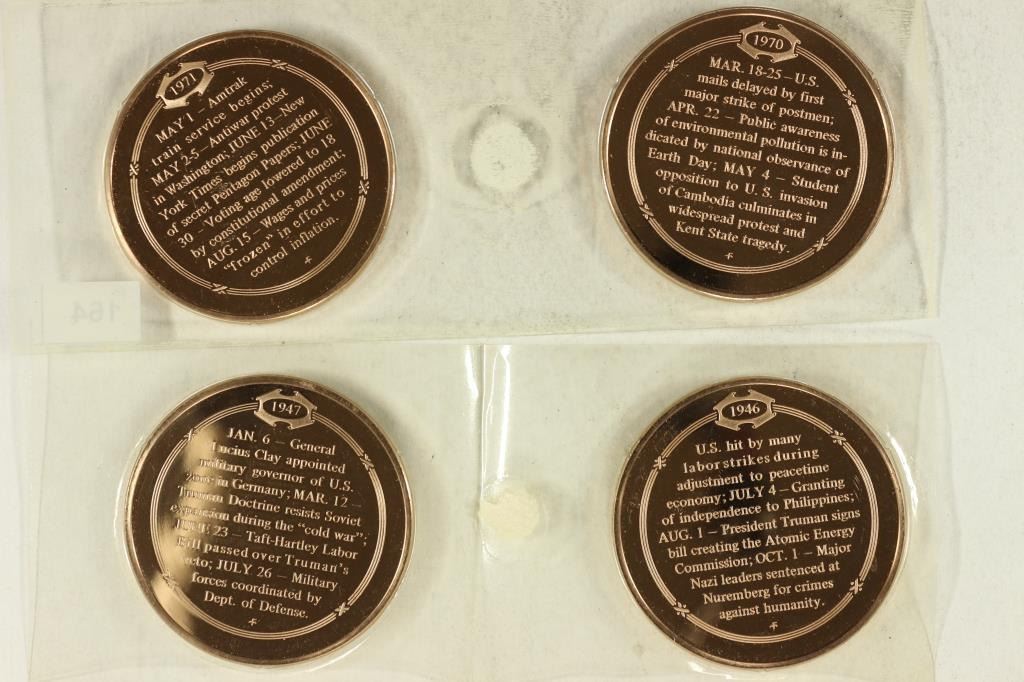 1971
MAY 1 – Amtrak
train service begins;
MAY 2-5 – Antiwar protest
in Washington; JUNE 13 – New
York Times begins publication
of secret Pentagon Papers; JUNE
30 – Voting age lowered to 18
by constitutional amendment;
AUG. 15 – Wages and prices
"frozen" in effort to
control inflation.
1970
MAR. 18-25 – U.S.
mails delayed by first
major strike of postmen;
APR. 22 – Public awareness
of environmental pollution is in-
dicated by national observance of
Earth Day; MAY 4 – Student
opposition to U.S. invasion
of Cambodia culminates in
widespread protest and
Kent State tragedy.
164
1947
JAN. 6 – General
Lucius Clay appointed
military governor of U.S.
zone in Germany; MAR. 12 –
Truman Doctrine resists Soviet
expansion during the "cold war";
JUNE 23 – Taft-Hartley Labor
Bill passed over Truman's
veto; JULY 26 – Military
forces coordinated by
Dept. of Defense.
1946
U.S. hit by many
labor strikes during
adjustment to peacetime
economy; JULY 4 – Granting
of independence to Philippines;
AUG. 1 – President Truman signs
bill creating the Atomic Energy
Commission; OCT. 1 – Major
Nazi leaders sentenced at
Nuremberg for crimes
against humanity.